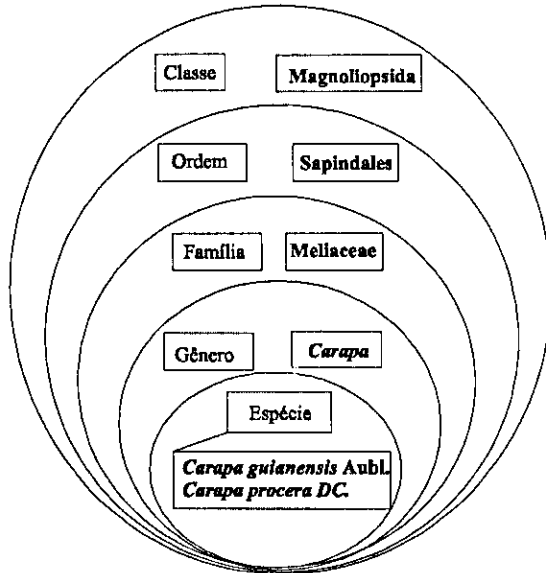 Classe
Magnoliopsida
Ordem
Sapindales
Família
Meliaceae
Gênero
Carapa
Espécie
Carapa guianensis Aubl.
Carapa procera DC.